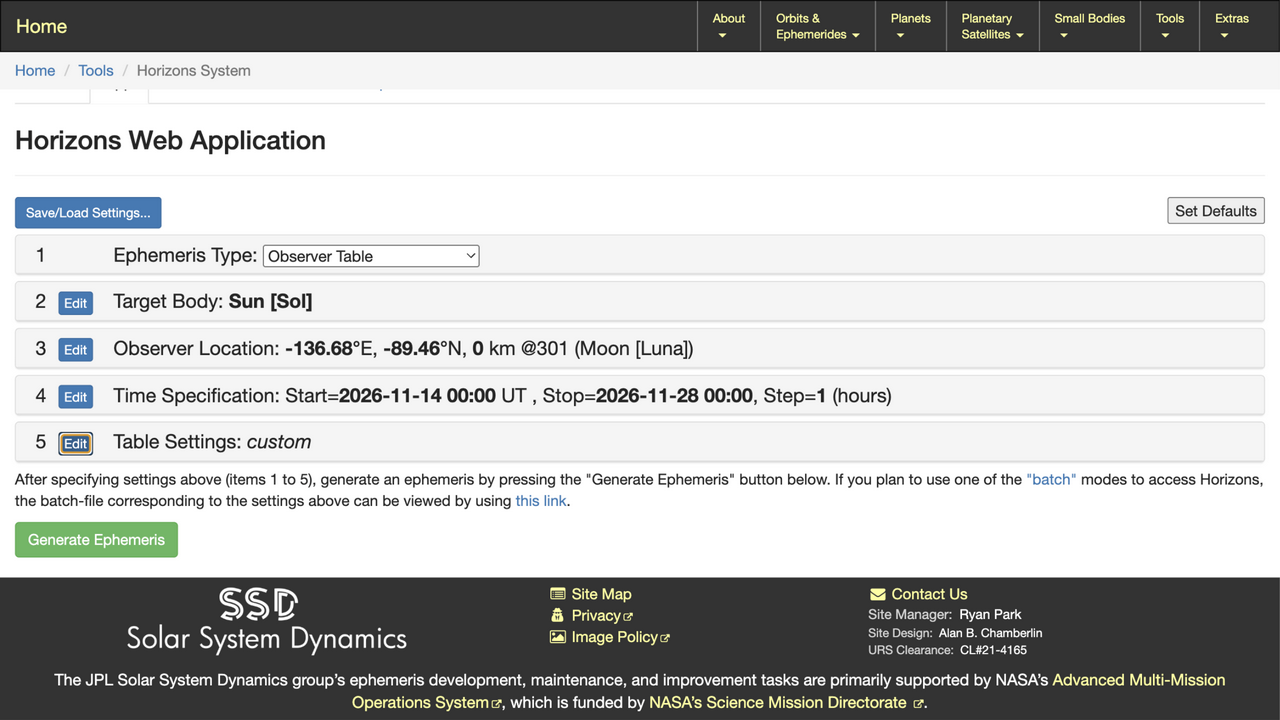 Home
About
Orbits &
Ephemerides
Planets
Planetary
Satellites
Small Bodies
Tools
Extras
Home / Tools / Horizons System
Horizons Web Application
Save/Load Settings...
Set Defaults
1 Ephemeris Type: Observer Table
2 Edit Target Body: Sun [Sol]
3 Edit Observer Location: -136.68°E, -89.46°N, 0 km @301 (Moon [Luna])
4 Edit Time Specification: Start=2026-11-14 00:00 UT , Stop=2026-11-28 00:00, Step=1 (hours)
5 Edit Table Settings: custom
After specifying settings above (items 1 to 5), generate an ephemeris by pressing the "Generate Ephemeris" button below. If you plan to use one of the "batch" modes to access Horizons,
the batch-file corresponding to the settings above can be viewed by using this link.
Generate Ephemeris
SSD
Solar System Dynamics
Site Map
Privacy
Image Policy
Contact Us
Site Manager: Ryan Park
Site Design: Alan B. Chamberlin
URS Clearance: CL#21-4165
The JPL Solar System Dynamics group's ephemeris development, maintenance, and improvement tasks are primarily supported by NASA's Advanced Multi-Mission
Operations System, which is funded by NASA's Science Mission Directorate .